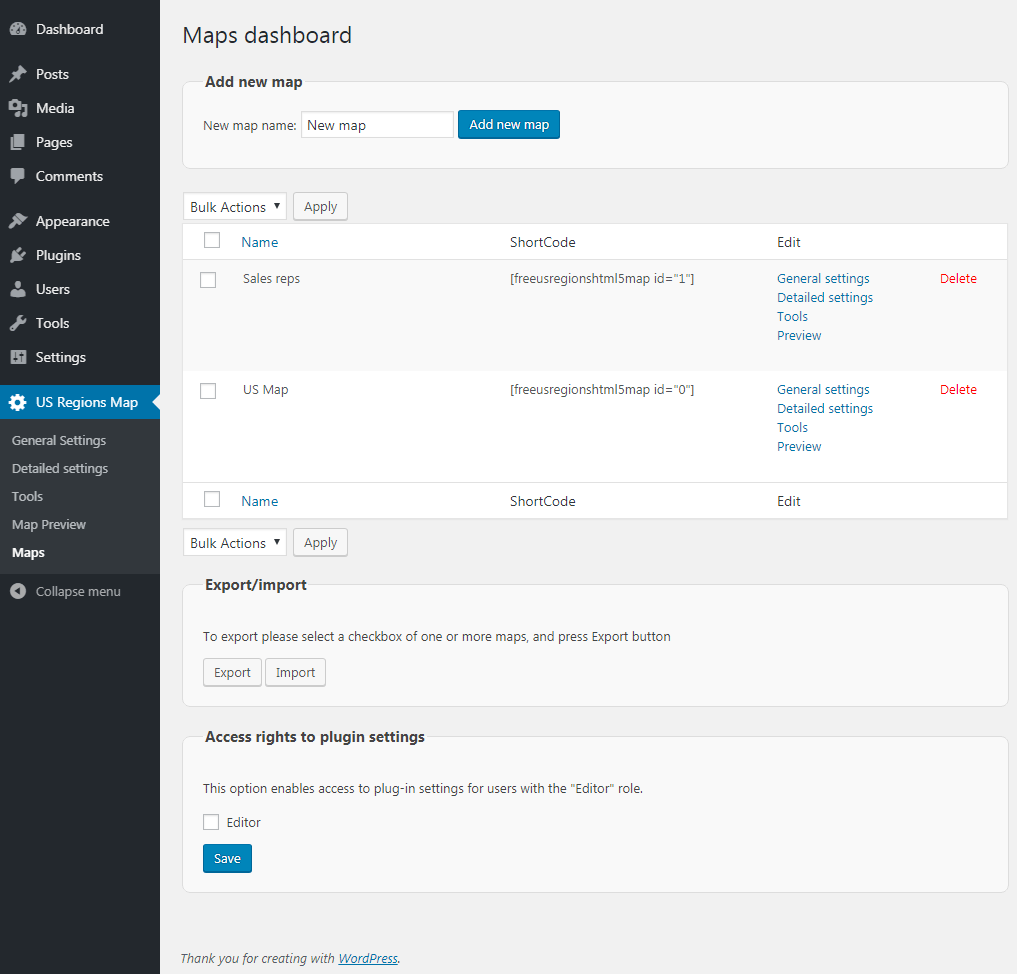 Dashboard
Posts
Media
Pages
Comments
Appearance
Plugins
Users
Tools
Settings
US Regions Map
General Settings
Detailed settings
Tools
Map Preview
Maps
Collapse menu
Maps dashboard
Add new map
New map name: New map Add new map
Bulk Actions Apply
Name ShortCode Edit
Sales reps [freeusregionshtml5map id="1"] General settings Delete
Detailed settings
Tools
Preview
US Map [freeusregionshtml5map id="0"] General settings Delete
Detailed settings
Tools
Preview
Name ShortCode Edit
Bulk Actions Apply
Export/import
To export please select a checkbox of one or more maps, and press Export button
Export Import
Access rights to plugin settings
This option enables access to plug-in settings for users with the "Editor" role.
Editor
Save
Thank you for creating with WordPress.